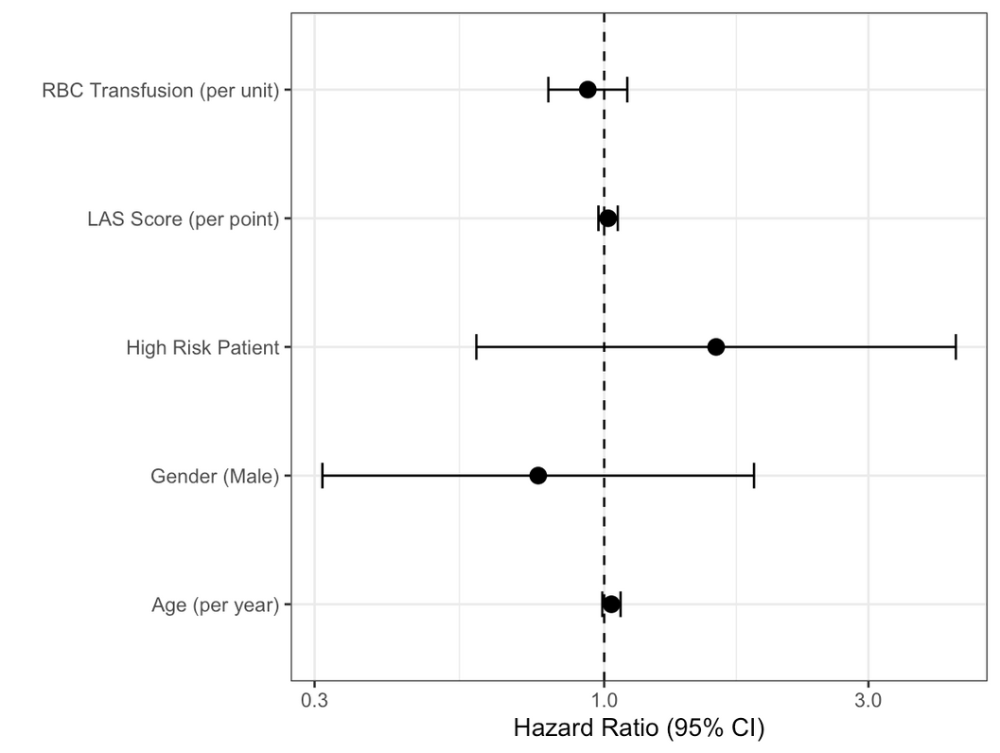 RBC Transfusion (per unit)
LAS Score (per point)
High Risk Patient
Gender (Male)
Age (per year)
0.3 1.0 3.0
Hazard Ratio (95% CI)